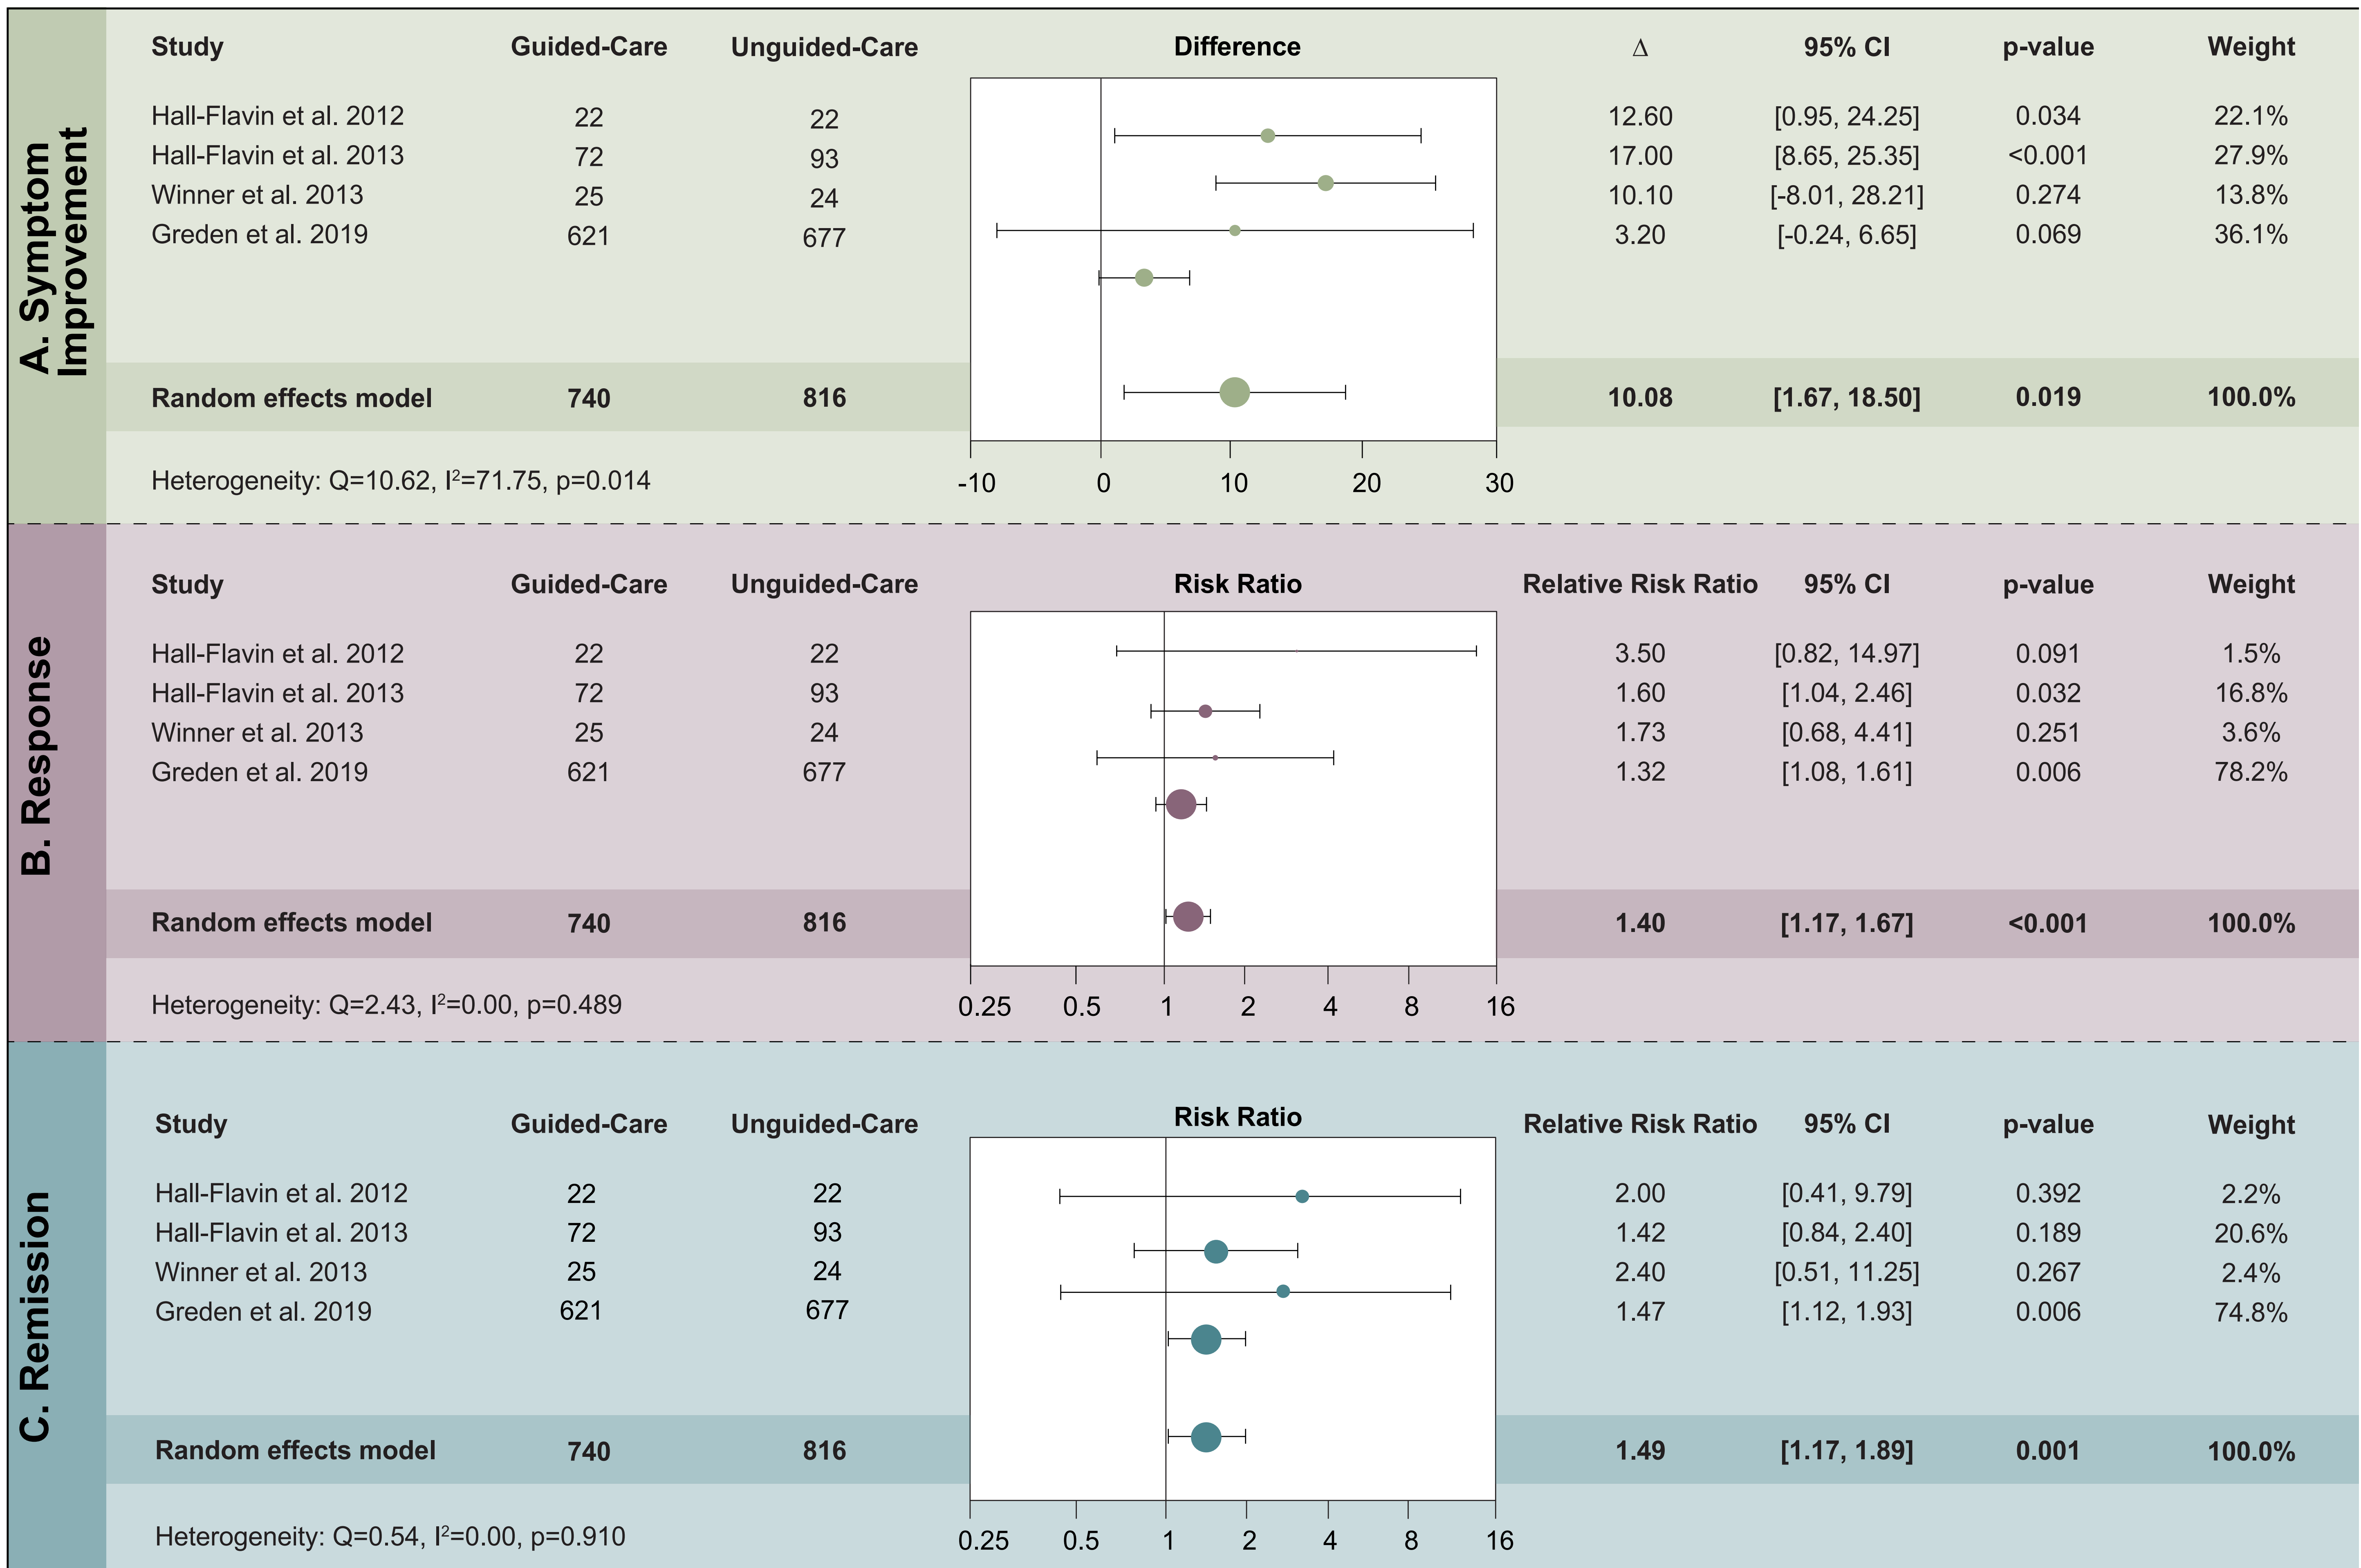 A. Symptom
Improvement
Study Guided-Care Unguided-Care Difference Δ 95% CI p-value Weight
Hall-Flavin et al. 2012 22 22 12.60 [0.95, 24.25] 0.034 22.1%
Hall-Flavin et al. 2013 72 93 17.00 [8.65, 25.35] <0.001 27.9%
Winner et al. 2013 25 24 10.10 [-8.01, 28.21] 0.274 13.8%
Greden et al. 2019 621 677 3.20 [-0.24, 6.65] 0.069 36.1%
Random effects model 740 816 10.08 [1.67, 18.50] 0.019 100.0%
Heterogeneity: Q=10.62, I²=71.75, p=0.014
-10 0 10 20 30
B. Response
Study Guided-Care Unguided-Care Risk Ratio Relative Risk Ratio 95% CI p-value Weight
Hall-Flavin et al. 2012 22 22 3.50 [0.82, 14.97] 0.091 1.5%
Hall-Flavin et al. 2013 72 93 1.60 [1.04, 2.46] 0.032 16.8%
Winner et al. 2013 25 24 1.73 [0.68, 4.41] 0.251 3.6%
Greden et al. 2019 621 677 1.32 [1.08, 1.61] 0.006 78.2%
Random effects model 740 816 1.40 [1.17, 1.67] <0.001 100.0%
Heterogeneity: Q=2.43, I²=0.00, p=0.489
0.25 0.5 1 2 4 8 16
C. Remission
Study Guided-Care Unguided-Care Risk Ratio Relative Risk Ratio 95% CI p-value Weight
Hall-Flavin et al. 2012 22 22 2.00 [0.41, 9.79] 0.392 2.2%
Hall-Flavin et al. 2013 72 93 1.42 [0.84, 2.40] 0.189 20.6%
Winner et al. 2013 25 24 2.40 [0.51, 11.25] 0.267 2.4%
Greden et al. 2019 621 677 1.47 [1.12, 1.93] 0.006 74.8%
Random effects model 740 816 1.49 [1.17, 1.89] 0.001 100.0%
Heterogeneity: Q=0.54, I²=0.00, p=0.910
0.25 0.5 1 2 4 8 16